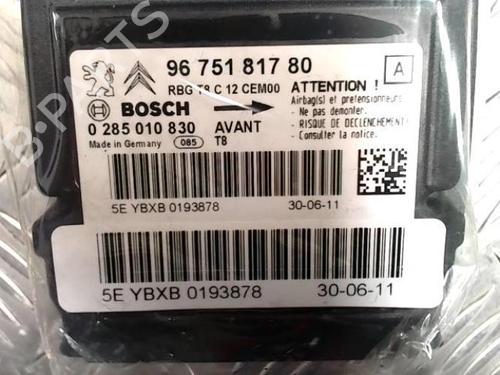 96 751 817 80
A
RBG T8 C 12 CEM00
BOSCH
0 285 010 830
AVANT
T8
Made in Germany
085
ATTENTION !
Airbag(s) et pretensionneurs
- Ne pas demonter.
- RISQUE DE DECLENCHEMENT
- Consulter la notice.
5E YBXB 0193878
30-06-11
5E YBXB 0193878
30-06-11
B-PARTS